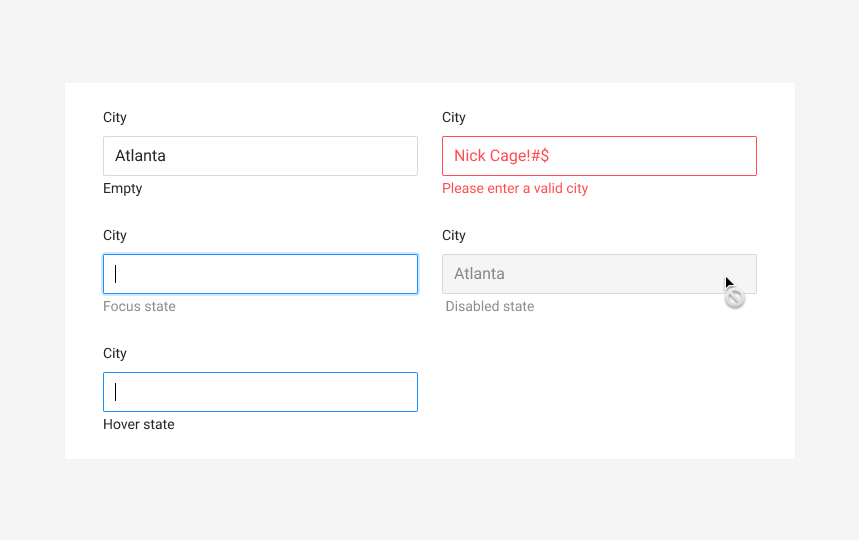 City
Atlanta
Empty
City
Nick Cage!#$
Please enter a valid city
City
Focus state
City
Atlanta
Disabled state
City
Hover state